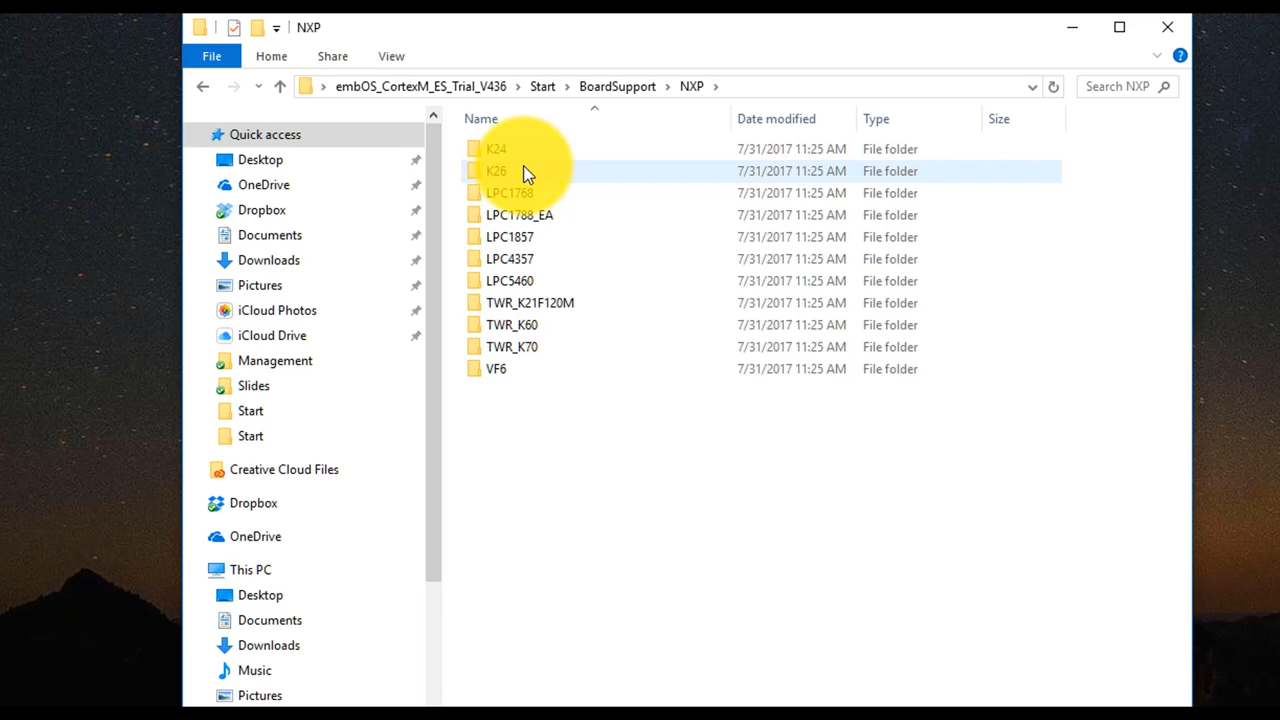 NXP
File Home Share View
embOS_CortexM_ES_Trial_V436 Start BoardSupport NXP Search NXP
Name Date modified Type Size
Quick access
Desktop
OneDrive
Dropbox
Documents
Downloads
Pictures
iCloud Photos
iCloud Drive
Management
Slides
Start
Start
Creative Cloud Files
Dropbox
OneDrive
This PC
Desktop
Documents
Downloads
Music
Pictures
K24 7/31/2017 11:25 AM File folder
K26 7/31/2017 11:25 AM File folder
LPC1768 7/31/2017 11:25 AM File folder
LPC1788_EA 7/31/2017 11:25 AM File folder
LPC1857 7/31/2017 11:25 AM File folder
LPC4357 7/31/2017 11:25 AM File folder
LPC5460 7/31/2017 11:25 AM File folder
TWR_K21F120M 7/31/2017 11:25 AM File folder
TWR_K60 7/31/2017 11:25 AM File folder
TWR_K70 7/31/2017 11:25 AM File folder
VF6 7/31/2017 11:25 AM File folder